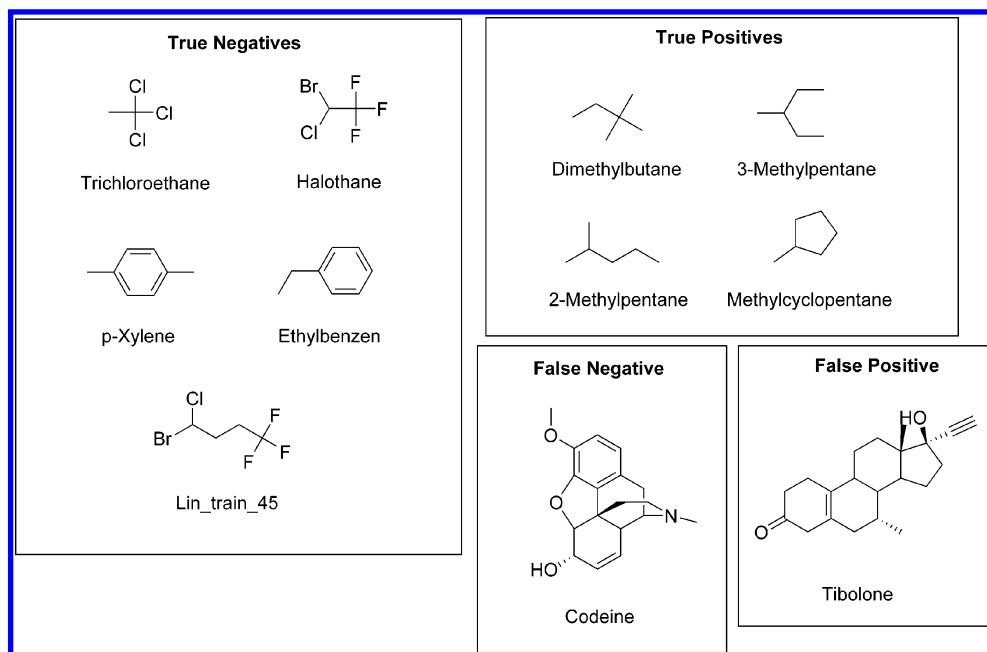 True Negatives
Cl
Cl
Cl
Trichloroethane
Br
F
F
Cl
F
Halothane
p-Xylene
Ethylbenzen
Cl
Br
F
F
F
Lin_train_45
True Positives
Dimethylbutane
3-Methylpentane
2-Methylpentane
Methylcyclopentane
False Negative
O
O
N
HO
Codeine
False Positive
HO
O
Tibolone